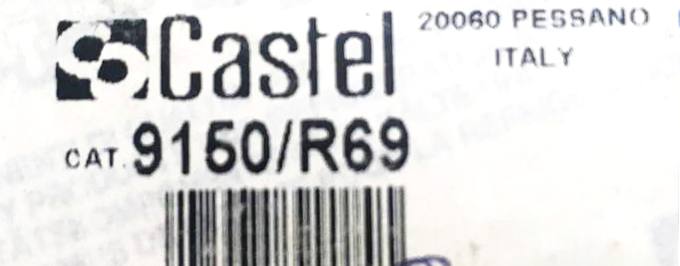 Castel
20060 PESSANO
ITALY
CAT. 9150/R69